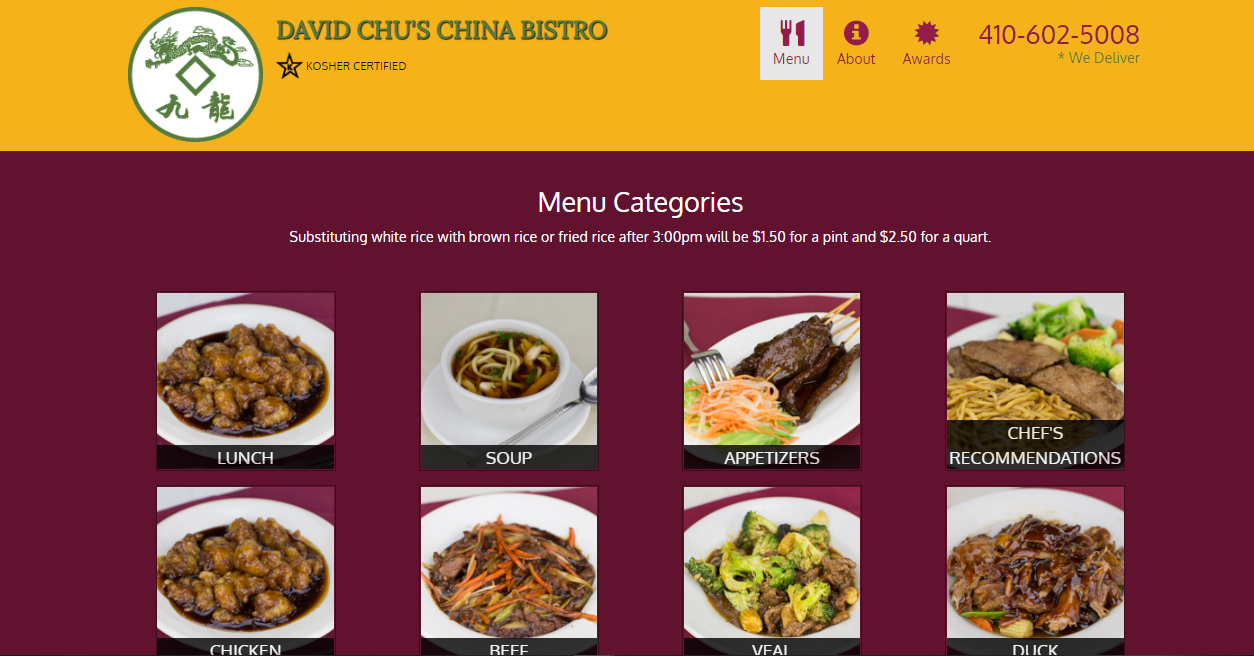 DAVID CHU'S CHINA BISTRO
K
KOSHER CERTIFIED
九龍
Menu
About
Awards
410-602-5008
* We Deliver
Menu Categories
Substituting white rice with brown rice or fried rice after 3:00pm will be $1.50 for a pint and $2.50 for a quart.
LUNCH
SOUP
APPETIZERS
CHEF'S
RECOMMENDATIONS
CHICKEN
BEEF
VEAL
DUCK